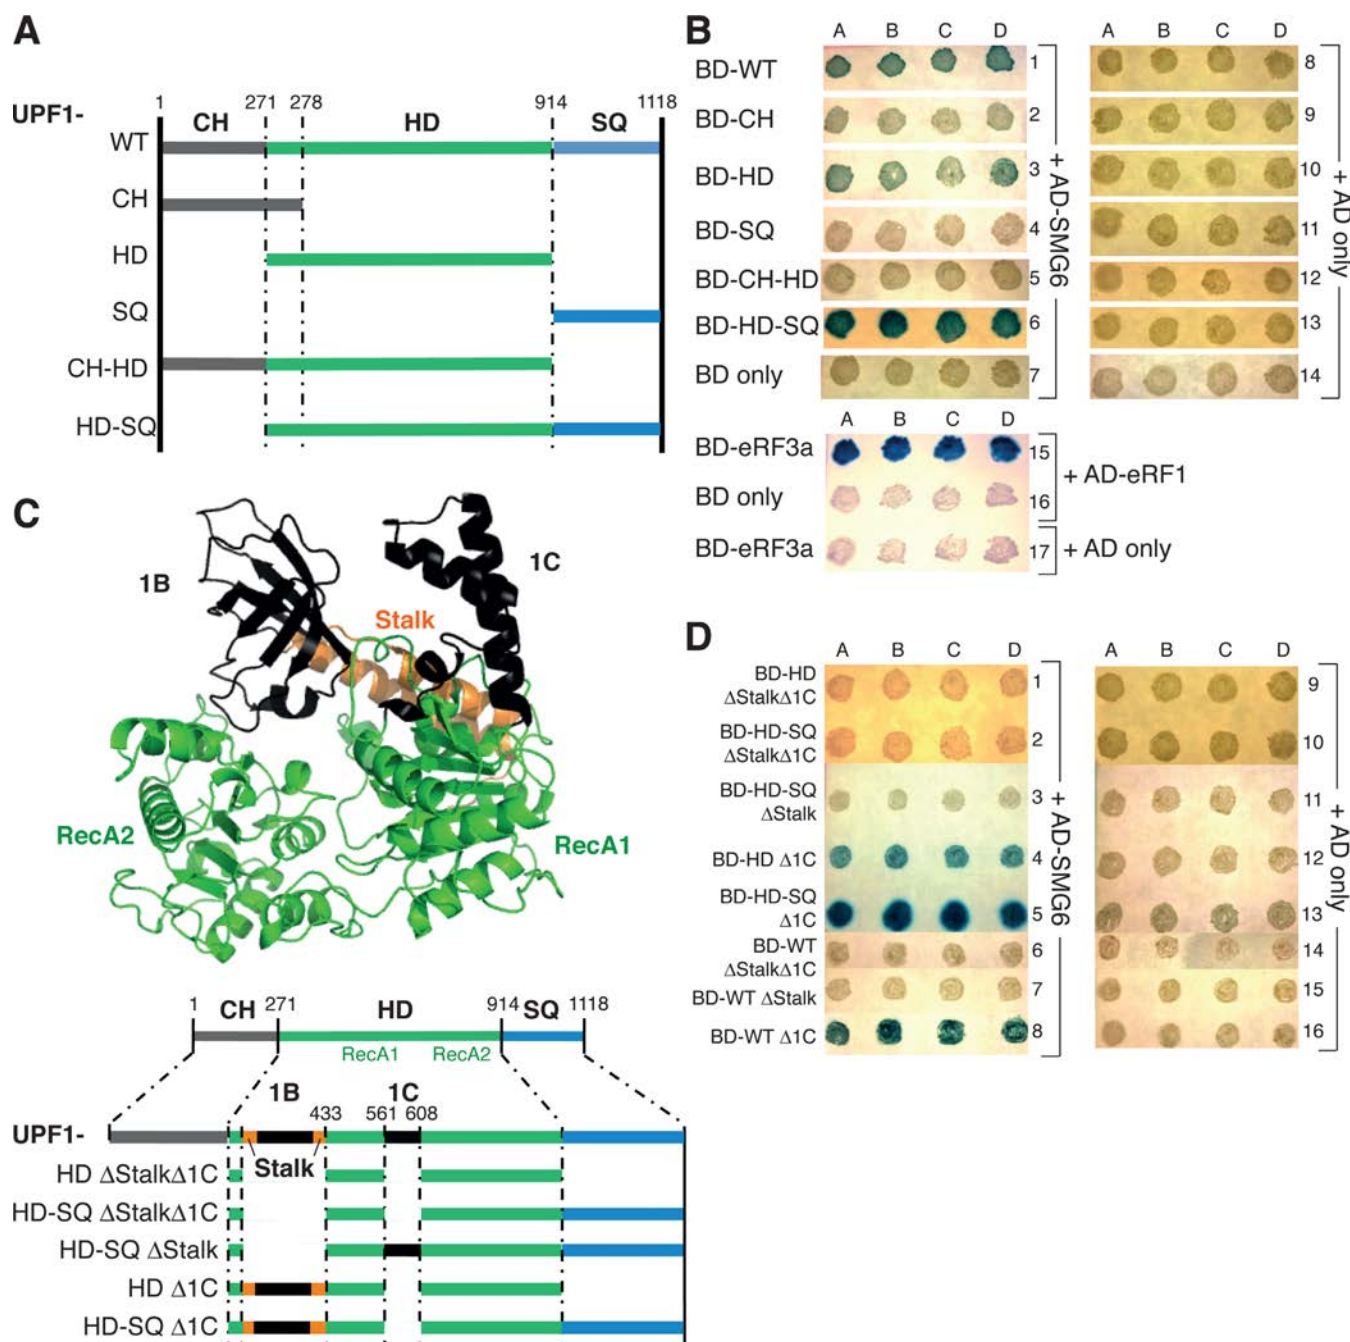 A
1 271 278 914 1118
UPF1- CH HD SQ
WT
CH
HD
SQ
CH-HD
HD-SQ
B
A B C D
BD-WT 1
BD-CH 2
BD-HD 3
BD-SQ 4
BD-CH-HD 5
BD-HD-SQ 6
BD only 7
+ AD-SMG6
A B C D
8
9
10
11
12
13
14
+ AD only
A B C D
BD-eRF3a 15
BD only 16
+ AD-eRF1
BD-eRF3a 17 + AD only
C
1B
1C
Stalk
RecA2
RecA1
1 271 914 1118
CH HD SQ
RecA1 RecA2
1B 1C
433 561 608
UPF1-
Stalk
HD ΔStalkΔ1C
HD-SQ ΔStalkΔ1C
HD-SQ ΔStalk
HD Δ1C
HD-SQ Δ1C
D
A B C D
BD-HD
ΔStalkΔ1C 1
BD-HD-SQ
ΔStalkΔ1C 2
BD-HD-SQ
ΔStalk 3
BD-HD Δ1C 4
BD-HD-SQ
Δ1C 5
BD-WT
ΔStalkΔ1C 6
BD-WT ΔStalk 7
BD-WT Δ1C 8
+ AD-SMG6
A B C D
9
10
11
12
13
14
15
16
+ AD only